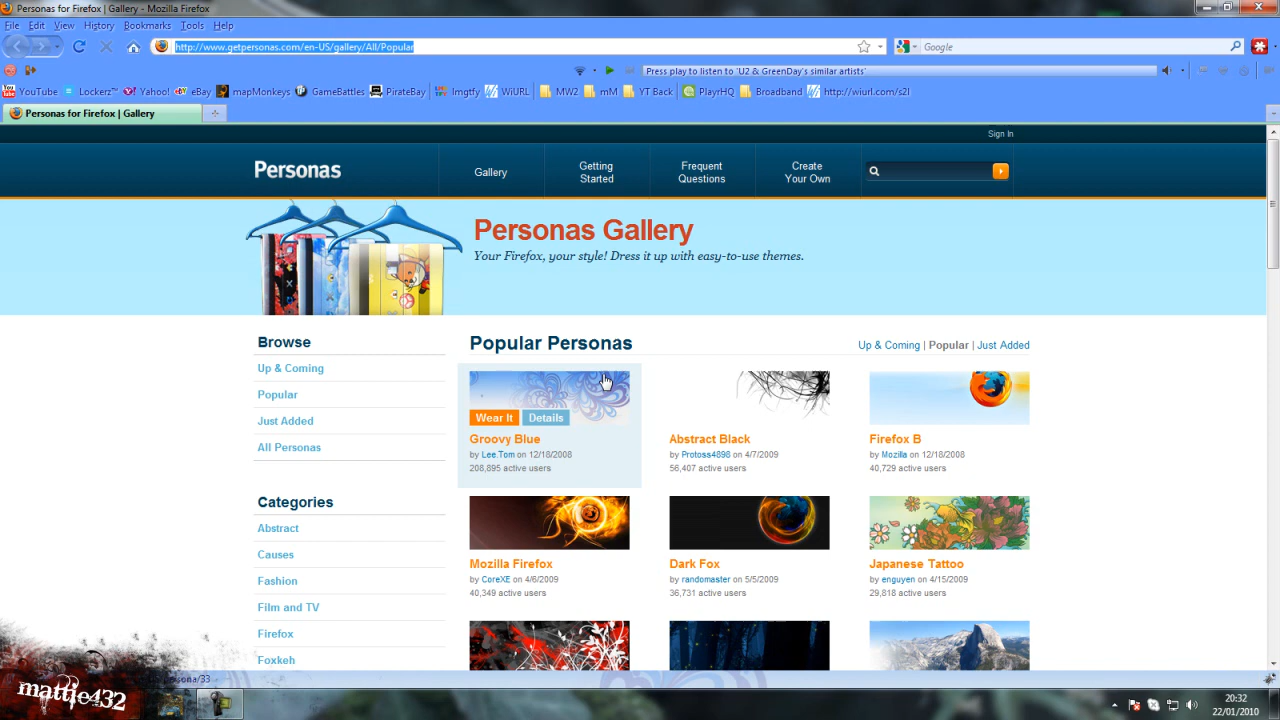 Personas for Firefox | Gallery - Mozilla Firefox
File Edit View History Bookmarks Tools Help
http://www.getpersonas.com/en-US/gallery/All/Popular
Google
Press play to listen to 'U2 & GreenDay's similar artists'
YouTube Lockerz™ Yahoo! eBay mapMonkeys GameBattles PirateBay Imgtfy WiURL MW2 mM YT Back PlayrHQ Broadband http://wiurl.com/s2l
Personas for Firefox | Gallery
Sign In
Personas
Gallery
Getting Started
Frequent Questions
Create Your Own
Personas Gallery
Your Firefox, your style! Dress it up with easy-to-use themes.
Browse
Up & Coming
Popular
Just Added
All Personas
Categories
Abstract
Causes
Fashion
Film and TV
Firefox
Foxkeh
Popular Personas
Up & Coming | Popular | Just Added
Wear It Details
Groovy Blue
by Lee.Tom on 12/18/2008
208,895 active users
Abstract Black
by Protoss4898 on 4/7/2009
56,407 active users
Firefox B
by Mozilla on 12/18/2008
40,729 active users
Mozilla Firefox
by CoreXE on 4/6/2009
40,349 active users
Dark Fox
by randomaster on 5/5/2009
36,731 active users
Japanese Tattoo
by enguyen on 4/15/2009
29,818 active users
mattie432
20:32
22/01/2010